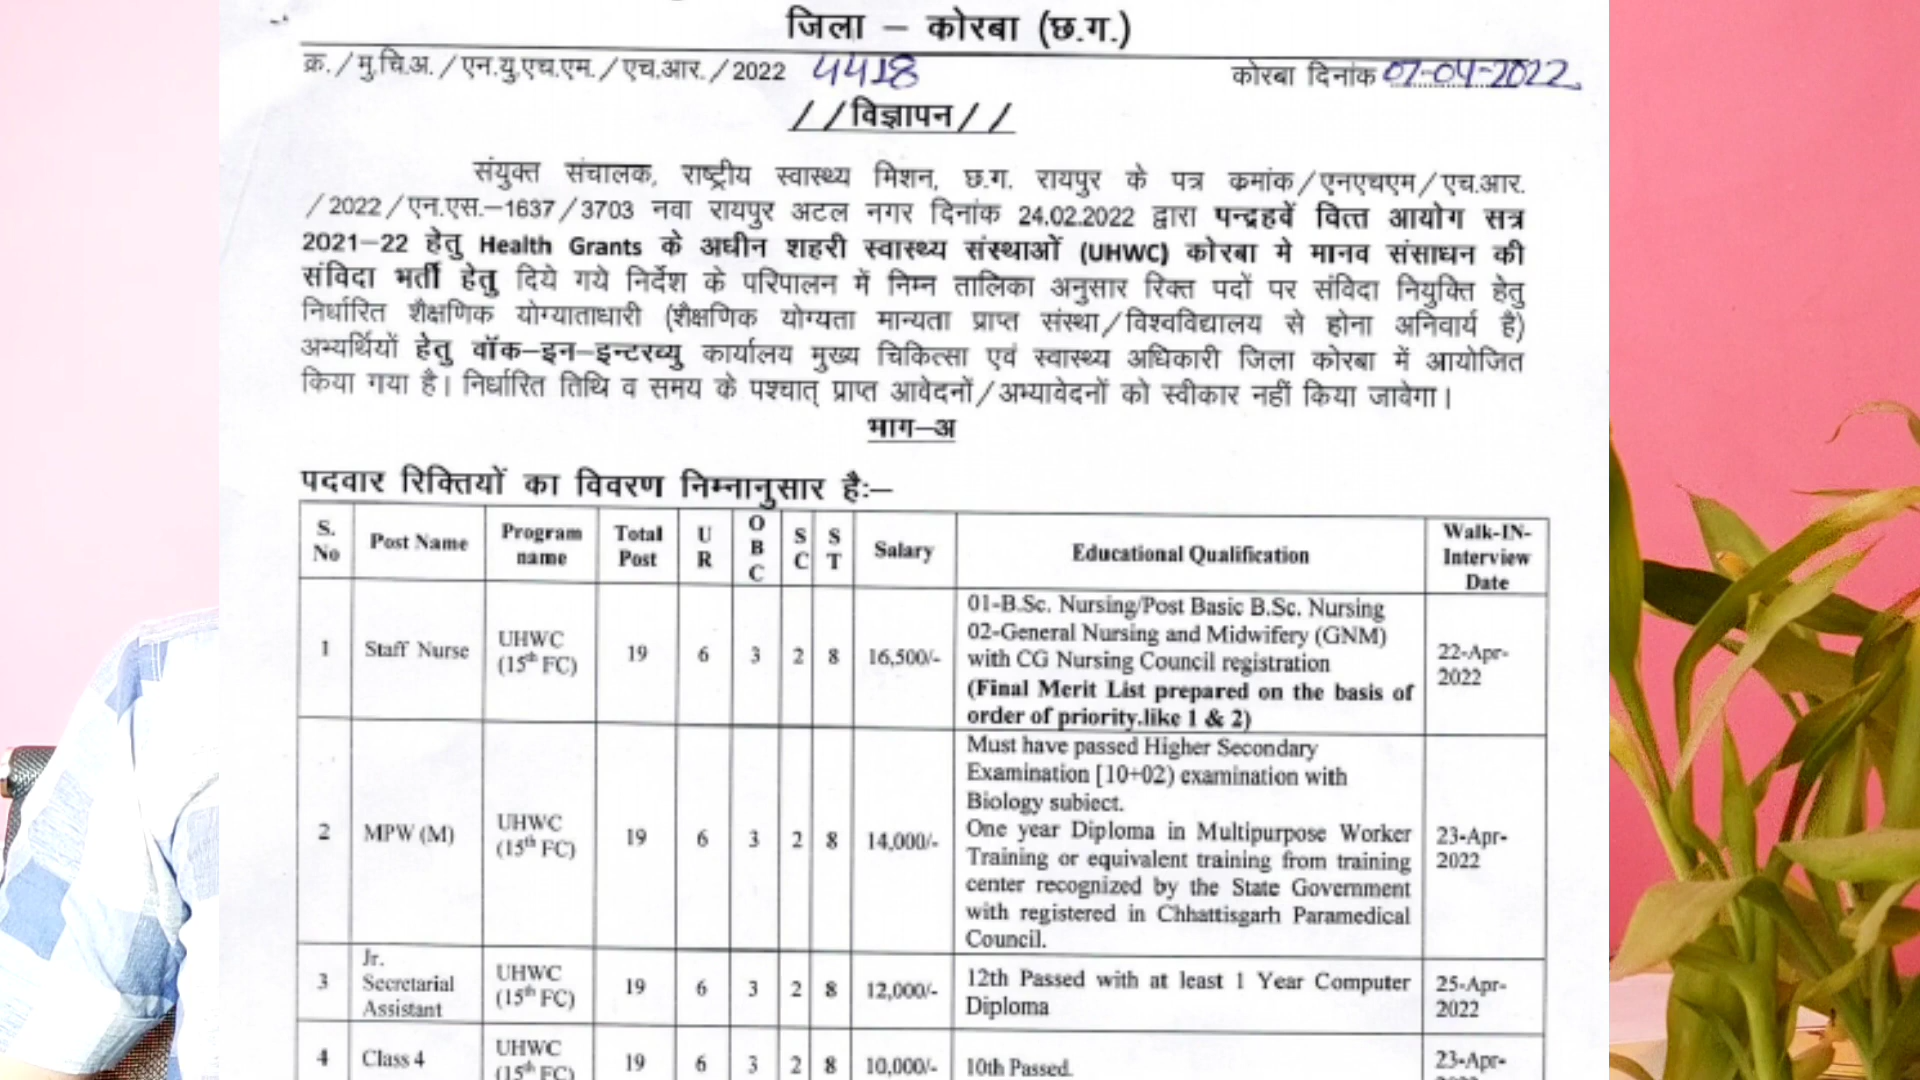 जिला – कोरबा (छ.ग.)
क्र./मु.चि.अ./एन.यु.एच.एम./एच.आर./2022 4418 कोरबा दिनांक 07-04-2022
//विज्ञापन//
संयुक्त संचालक, राष्ट्रीय स्वास्थ्य मिशन, छ.ग. रायपुर के पत्र क्रमांक/एनएचएम/एच.आर.
/2022/एन.एस.–1637/3703 नवा रायपुर अटल नगर दिनांक 24.02.2022 द्वारा पन्द्रहवें वित्त आयोग सत्र
2021–22 हेतु Health Grants के अधीन शहरी स्वास्थ्य संस्थाओं (UHWC) कोरबा मे मानव संसाधन की
संविदा भर्ती हेतु दिये गये निर्देश के परिपालन में निम्न तालिका अनुसार रिक्त पदों पर संविदा नियुक्ति हेतु
निर्धारित शैक्षणिक योग्याताधारी (शैक्षणिक योग्यता मान्यता प्राप्त संस्था/विश्वविद्यालय से होना अनिवार्य है)
अभ्यर्थियों हेतु वॉक–इन–इन्टरव्यु कार्यालय मुख्य चिकित्सा एवं स्वास्थ्य अधिकारी जिला कोरबा में आयोजित
किया गया है। निर्धारित तिथि व समय के पश्चात् प्राप्त आवेदनों/अभ्यावेदनों को स्वीकार नहीं किया जावेगा।
भाग–अ
पदवार रिक्तियों का विवरण निम्नानुसार हैः–
S. No Post Name Program name Total Post UR OBC SC ST Salary Educational Qualification Walk-IN-Interview Date
1 Staff Nurse UHWC (15th FC) 19 6 3 2 8 16,500/- 01-B.Sc. Nursing/Post Basic B.Sc. Nursing
02-General Nursing and Midwifery (GNM)
with CG Nursing Council registration
(Final Merit List prepared on the basis of
order of priority.like 1 & 2) 22-Apr-2022
2 MPW (M) UHWC (15th FC) 19 6 3 2 8 14,000/- Must have passed Higher Secondary
Examination [10+02) examination with
Biology subject.
One year Diploma in Multipurpose Worker
Training or equivalent training from training
center recognized by the State Government
with registered in Chhattisgarh Paramedical
Council. 23-Apr-2022
3 Jr. Secretarial Assistant UHWC (15th FC) 19 6 3 2 8 12,000/- 12th Passed with at least 1 Year Computer
Diploma 25-Apr-2022
4 Class 4 UHWC (15th FC) 19 6 3 2 8 10,000/- 10th Passed. 23-Apr-